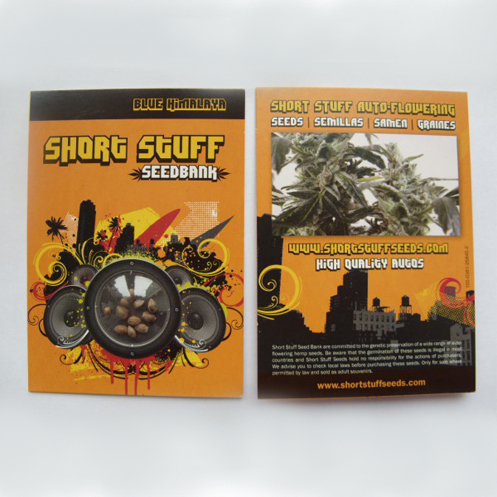 BLUE HIMALAYA
SHORT STUFF
SEEDBANK
SHORT STUFF AUTO-FLOWERING
SEEDS | SEMILLAS | SAMEN | GRAINES
WWW.SHORTSTUFFSEEDS.COM
HIGH QUALITY AUTOS
Short Stuff Seed Bank are committed to the genetic preservation of a wide range of auto
flowering hemp seeds. Be aware that the germination of these seeds is illegal in most
countries and Short Stuff Seeds hold no responsibility for the actions of purchasers.
We advise you to check local laws before purchasing these seeds. Only for sale where
permitted by law and sold as adult souvenirs.
www.shortstuffseeds.com